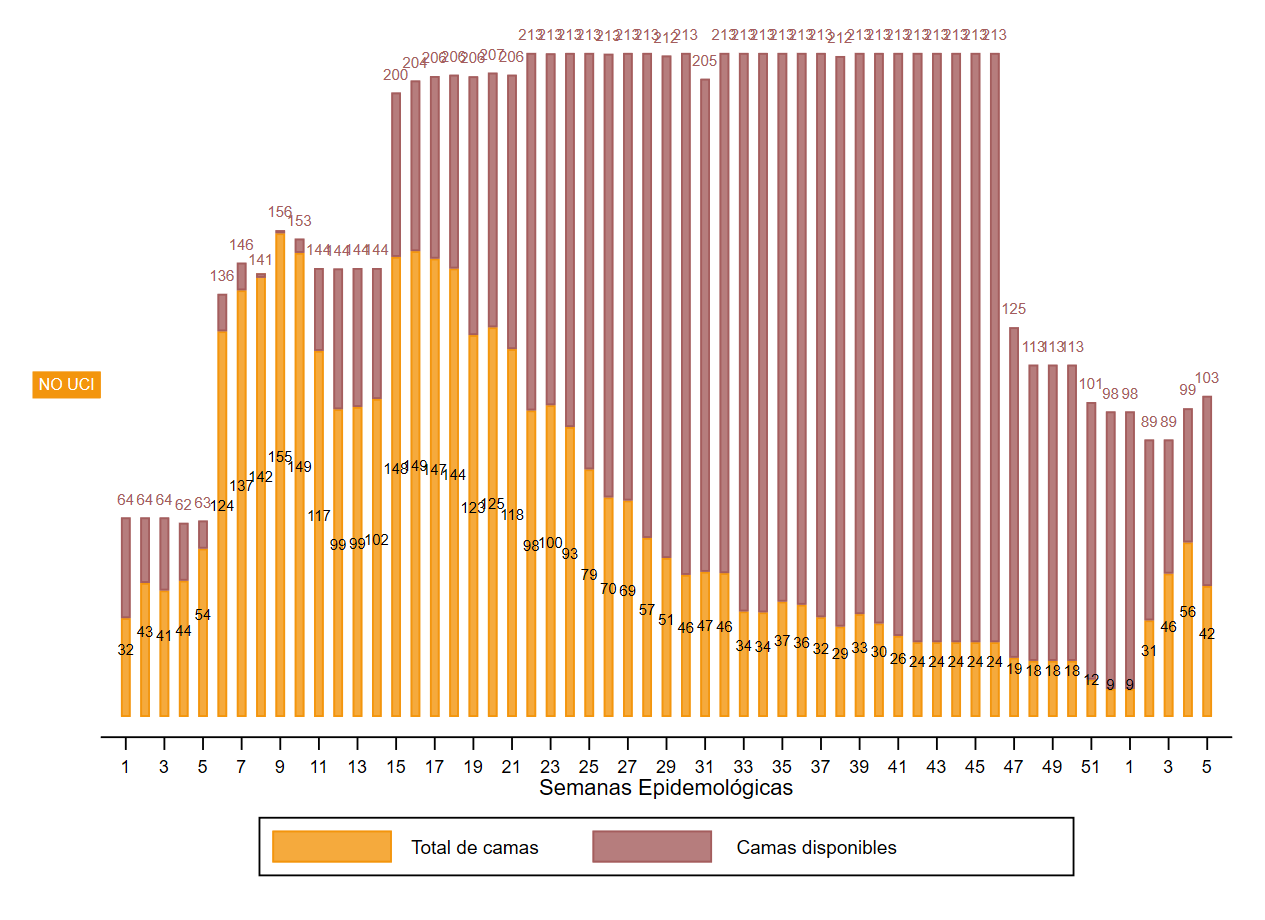 213 213 213 213 213 213 213 212 213 213 213 213 213 213 213 212 213 213 213 213 213 213 213 213
200 204 206 206 206 207 206 205
156 153
146 141 144 144 144 144
136
125
113 113 113
101 98 98 99 103
89 89
NO UCI
155 149 148 149 147 144
137 142
64 64 64 62 63 124 117 123 125 118
99 99 102 98 100 93
79 70 69
54 57 51 56
32 43 41 44 46 47 46 34 34 37 36 32 29 33 30 26 24 24 24 24 24 19 18 18 18 12 9 9 31 46 42
1 3 5 7 9 11 13 15 17 19 21 23 25 27 29 31 33 35 37 39 41 43 45 47 49 51 1 3 5
Semanas Epidemológicas
Total de camas Camas disponibles